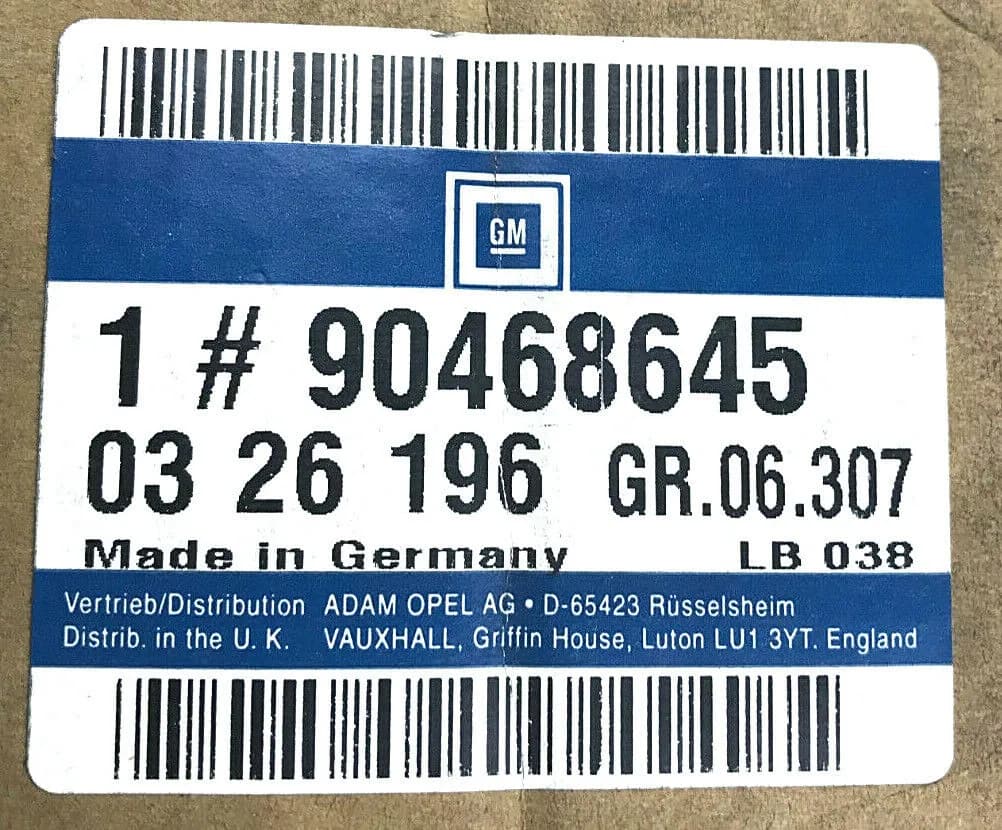 GM
1 # 90468645
03 26 196 GR.06.307
Made in Germany LB 038
Vertrieb/Distribution ADAM OPEL AG • D-65423 Rüsselsheim
Distrib. in the U. K. VAUXHALL, Griffin House, Luton LU1 3YT. England